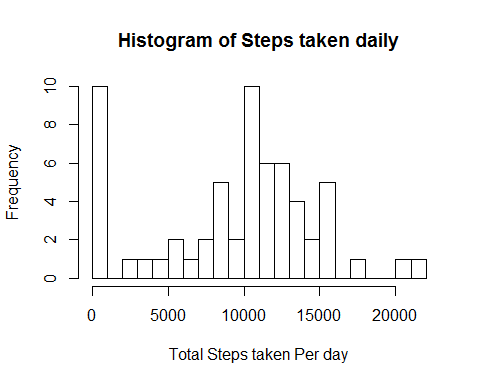 Histogram of Steps taken daily
Frequency
10
8
6
4
2
0
0 5000 10000 15000 20000
Total Steps taken Per day